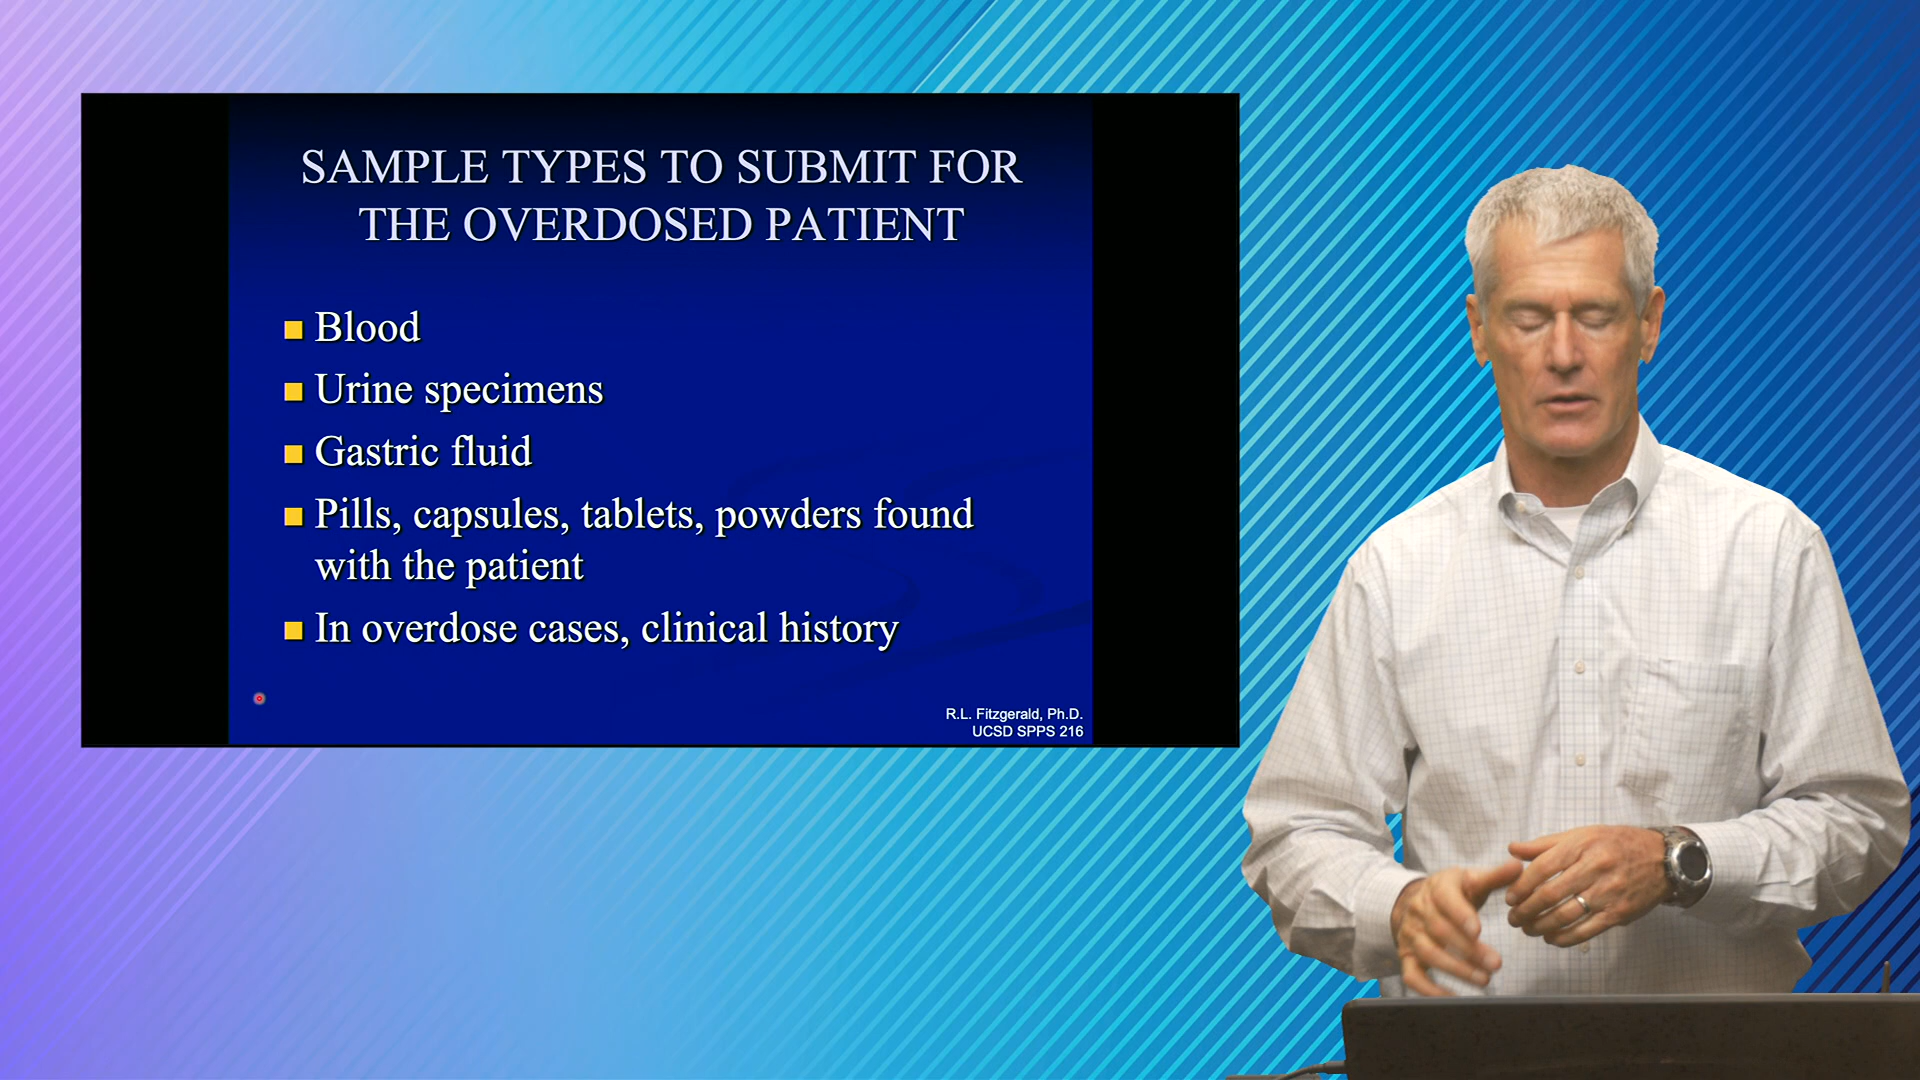 SAMPLE TYPES TO SUBMIT FOR
THE OVERDOSED PATIENT
Blood
Urine specimens
Gastric fluid
Pills, capsules, tablets, powders found
with the patient
In overdose cases, clinical history
R.L. Fitzgerald, Ph.D.
UCSD SPPS 216